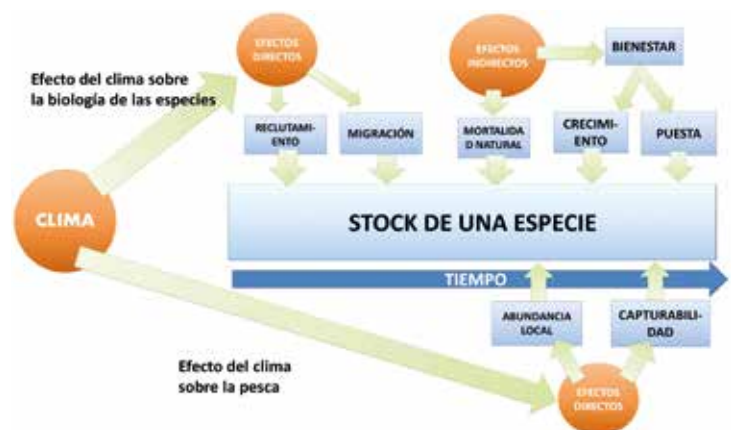 EFECTOS
DIRECTOS
EFECTOS
INDIRECTOS
BIENESTAR
Efecto del clima sobre
la biología de las especies
RECLUTAMI-
ENTO
MIGRACIÓN
MORTALIDA
D NATURAL
CRECIMI-
ENTO
PUESTA
CLIMA
STOCK DE UNA ESPECIE
TIEMPO
ABUNDANCIA
LOCAL
CAPTURABILI-
DAD
Efecto del clima
sobre la pesca
EFECTOS
DIRECTOS